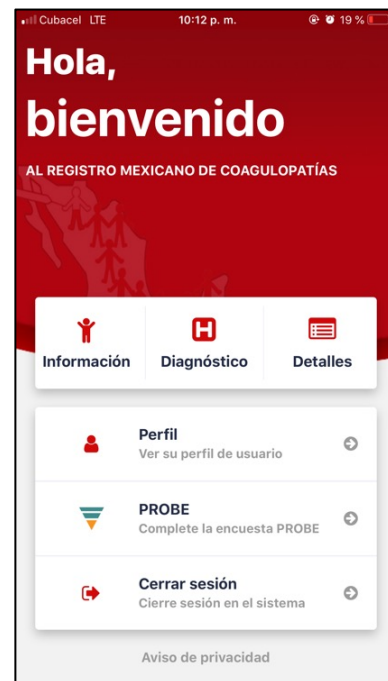 Cubacel LTE 10:12 p. m. 19 %
Hola,
bienvenido
AL REGISTRO MEXICANO DE COAGULOPATÍAS
H
Información Diagnóstico Detalles
Perfil
Ver su perfil de usuario
PROBE
Complete la encuesta PROBE
Cerrar sesión
Cierre sesión en el sistema
Aviso de privacidad